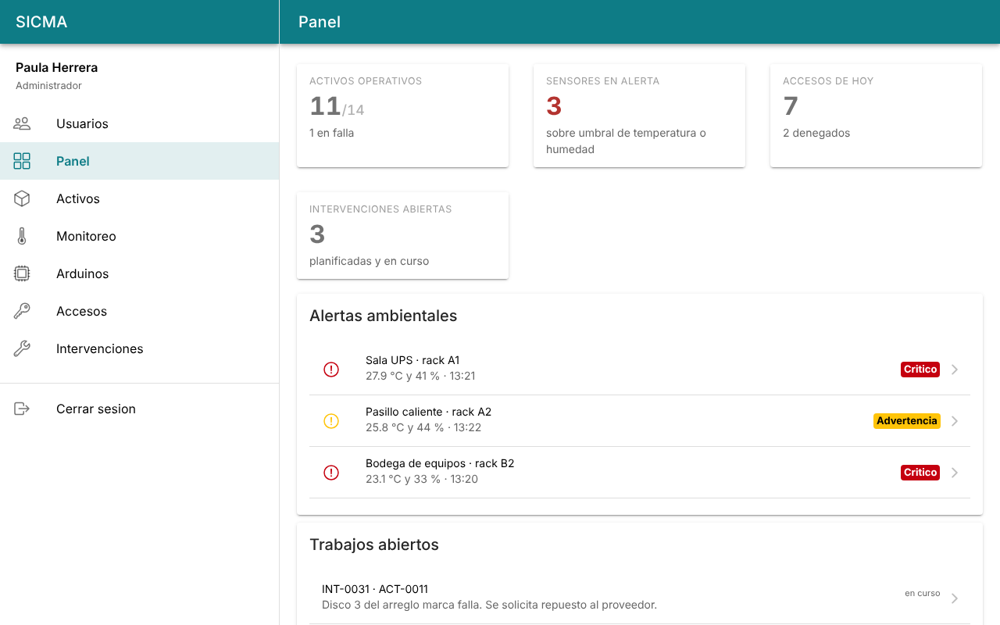 SICMA
Panel
Paula Herrera
Administrador
Usuarios
Panel
Activos
Monitoreo
Arduinos
Accesos
Intervenciones
Cerrar sesion
ACTIVOS OPERATIVOS
11/14
1 en falla
SENSORES EN ALERTA
3
sobre umbral de temperatura o
humedad
ACCESOS DE HOY
7
2 denegados
INTERVENCIONES ABIERTAS
3
planificadas y en curso
Alertas ambientales
Sala UPS · rack A1
27.9 °C y 41 % · 13:21
Critico
Pasillo caliente · rack A2
25.8 °C y 44 % · 13:22
Advertencia
Bodega de equipos · rack B2
23.1 °C y 33 % · 13:20
Critico
Trabajos abiertos
INT-0031 · ACT-0011
Disco 3 del arreglo marca falla. Se solicita repuesto al proveedor.
en curso